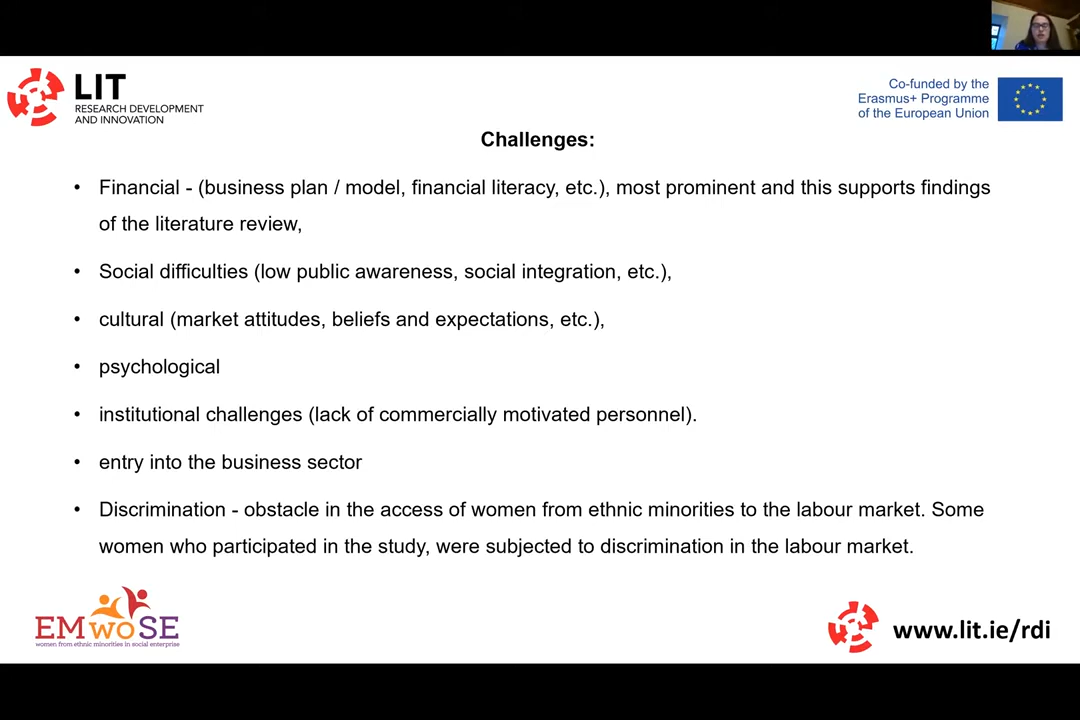 LIT
RESEARCH DEVELOPMENT
AND INNOVATION
Co-funded by the
Erasmus+ Programme
of the European Union
Challenges:
• Financial - (business plan / model, financial literacy, etc.), most prominent and this supports findings
of the literature review,
• Social difficulties (low public awareness, social integration, etc.),
• cultural (market attitudes, beliefs and expectations, etc.),
• psychological
• institutional challenges (lack of commercially motivated personnel).
• entry into the business sector
• Discrimination - obstacle in the access of women from ethnic minorities to the labour market. Some
women who participated in the study, were subjected to discrimination in the labour market.
EMwoSE
women from ethnic minorities in social enterprise
www.lit.ie/rdi